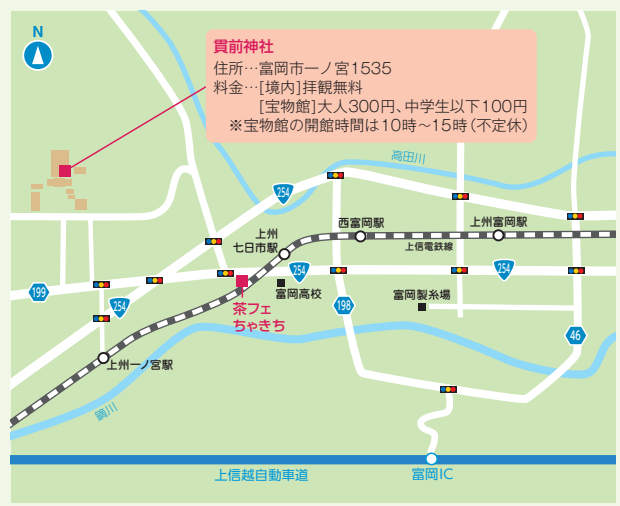 N
貫前神社
住所…富岡市一ノ宮1535
料金…[境内]拝観無料
[宝物館]大人300円、中学生以下100円
※宝物館の開館時間は10時〜15時（不定休）
高田川
254
西富岡駅
上州富岡駅
上州
七日市駅
上信電鉄線
254
254
199
254
富岡高校
富岡製糸場
茶フェ
ちゃきち
198
46
上州一ノ宮駅
鏑川
上信越自動車道
富岡IC